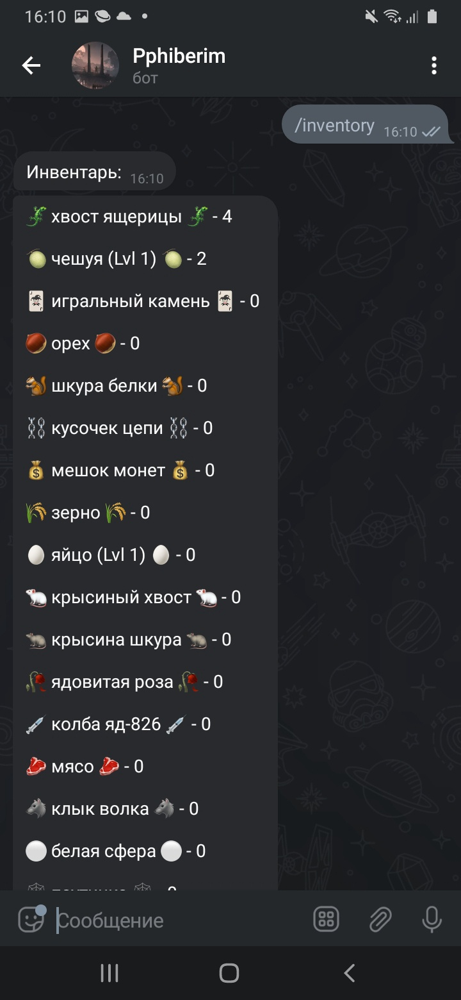 16:10
Pphiberim
бот
/inventory 16:10
Инвентарь: 16:10
хвост ящерицы - 4
чешуя (Lvl 1) - 2
игральный камень - 0
орех - 0
шкура белки - 0
кусочек цепи - 0
мешок монет - 0
зерно - 0
яйцо (Lvl 1) - 0
крысиный хвост - 0
крысина шкура - 0
ядовитая роза - 0
колба яд-826 - 0
мясо - 0
клык волка - 0
белая сфера - 0
Сообщение